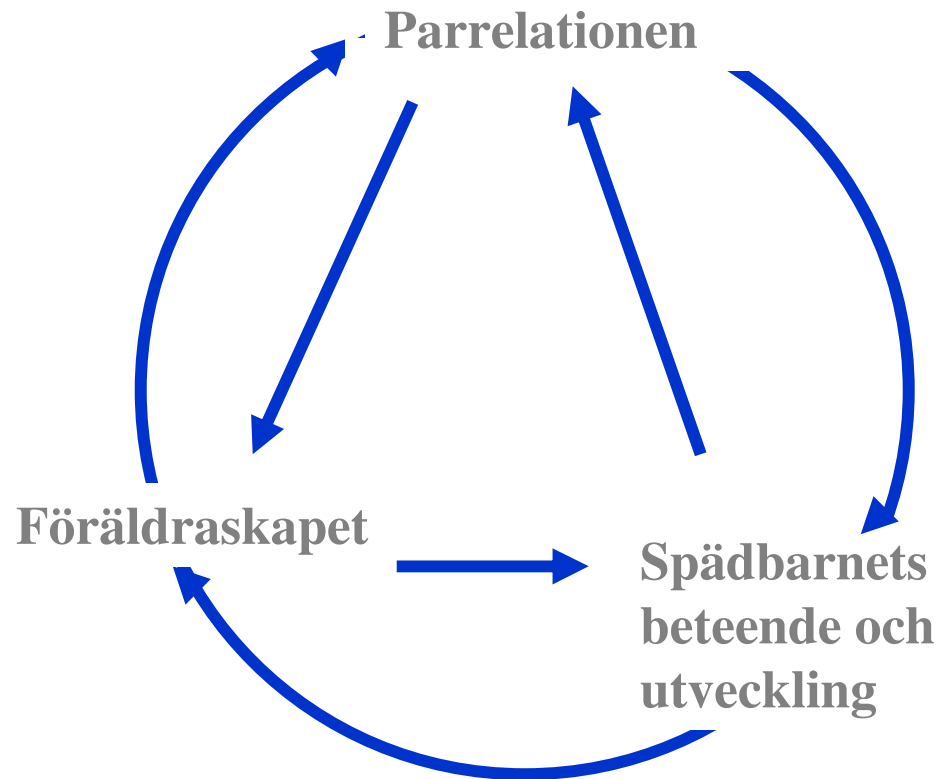 Parrelationen
Föräldraskapet
Spädbarnets
beteende och
utveckling